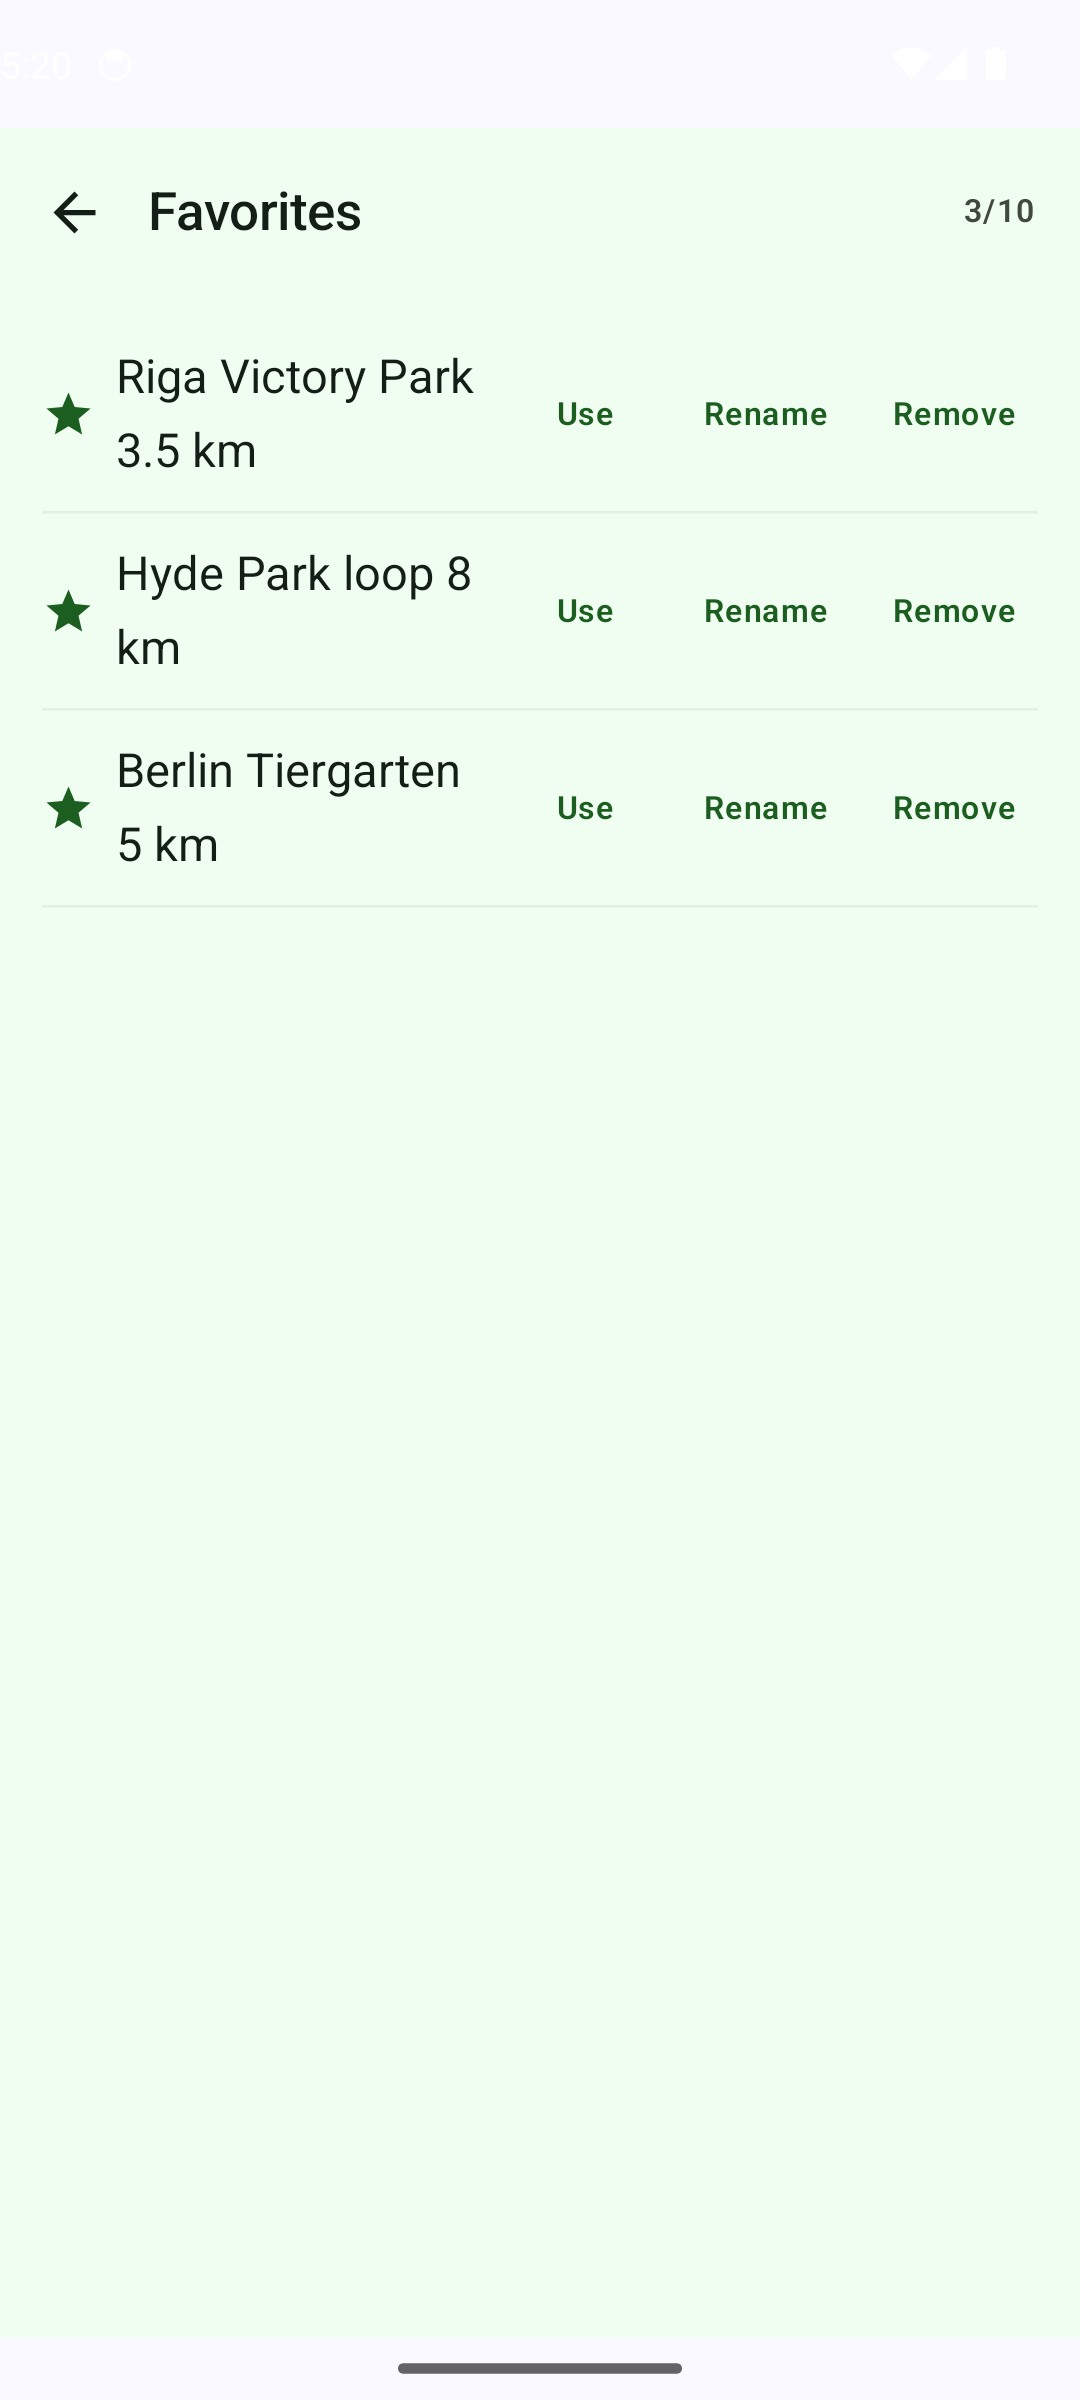 5:20
Favorites
3/10
Riga Victory Park
3.5 km
Use
Rename
Remove
Hyde Park loop 8
km
Use
Rename
Remove
Berlin Tiergarten
5 km
Use
Rename
Remove